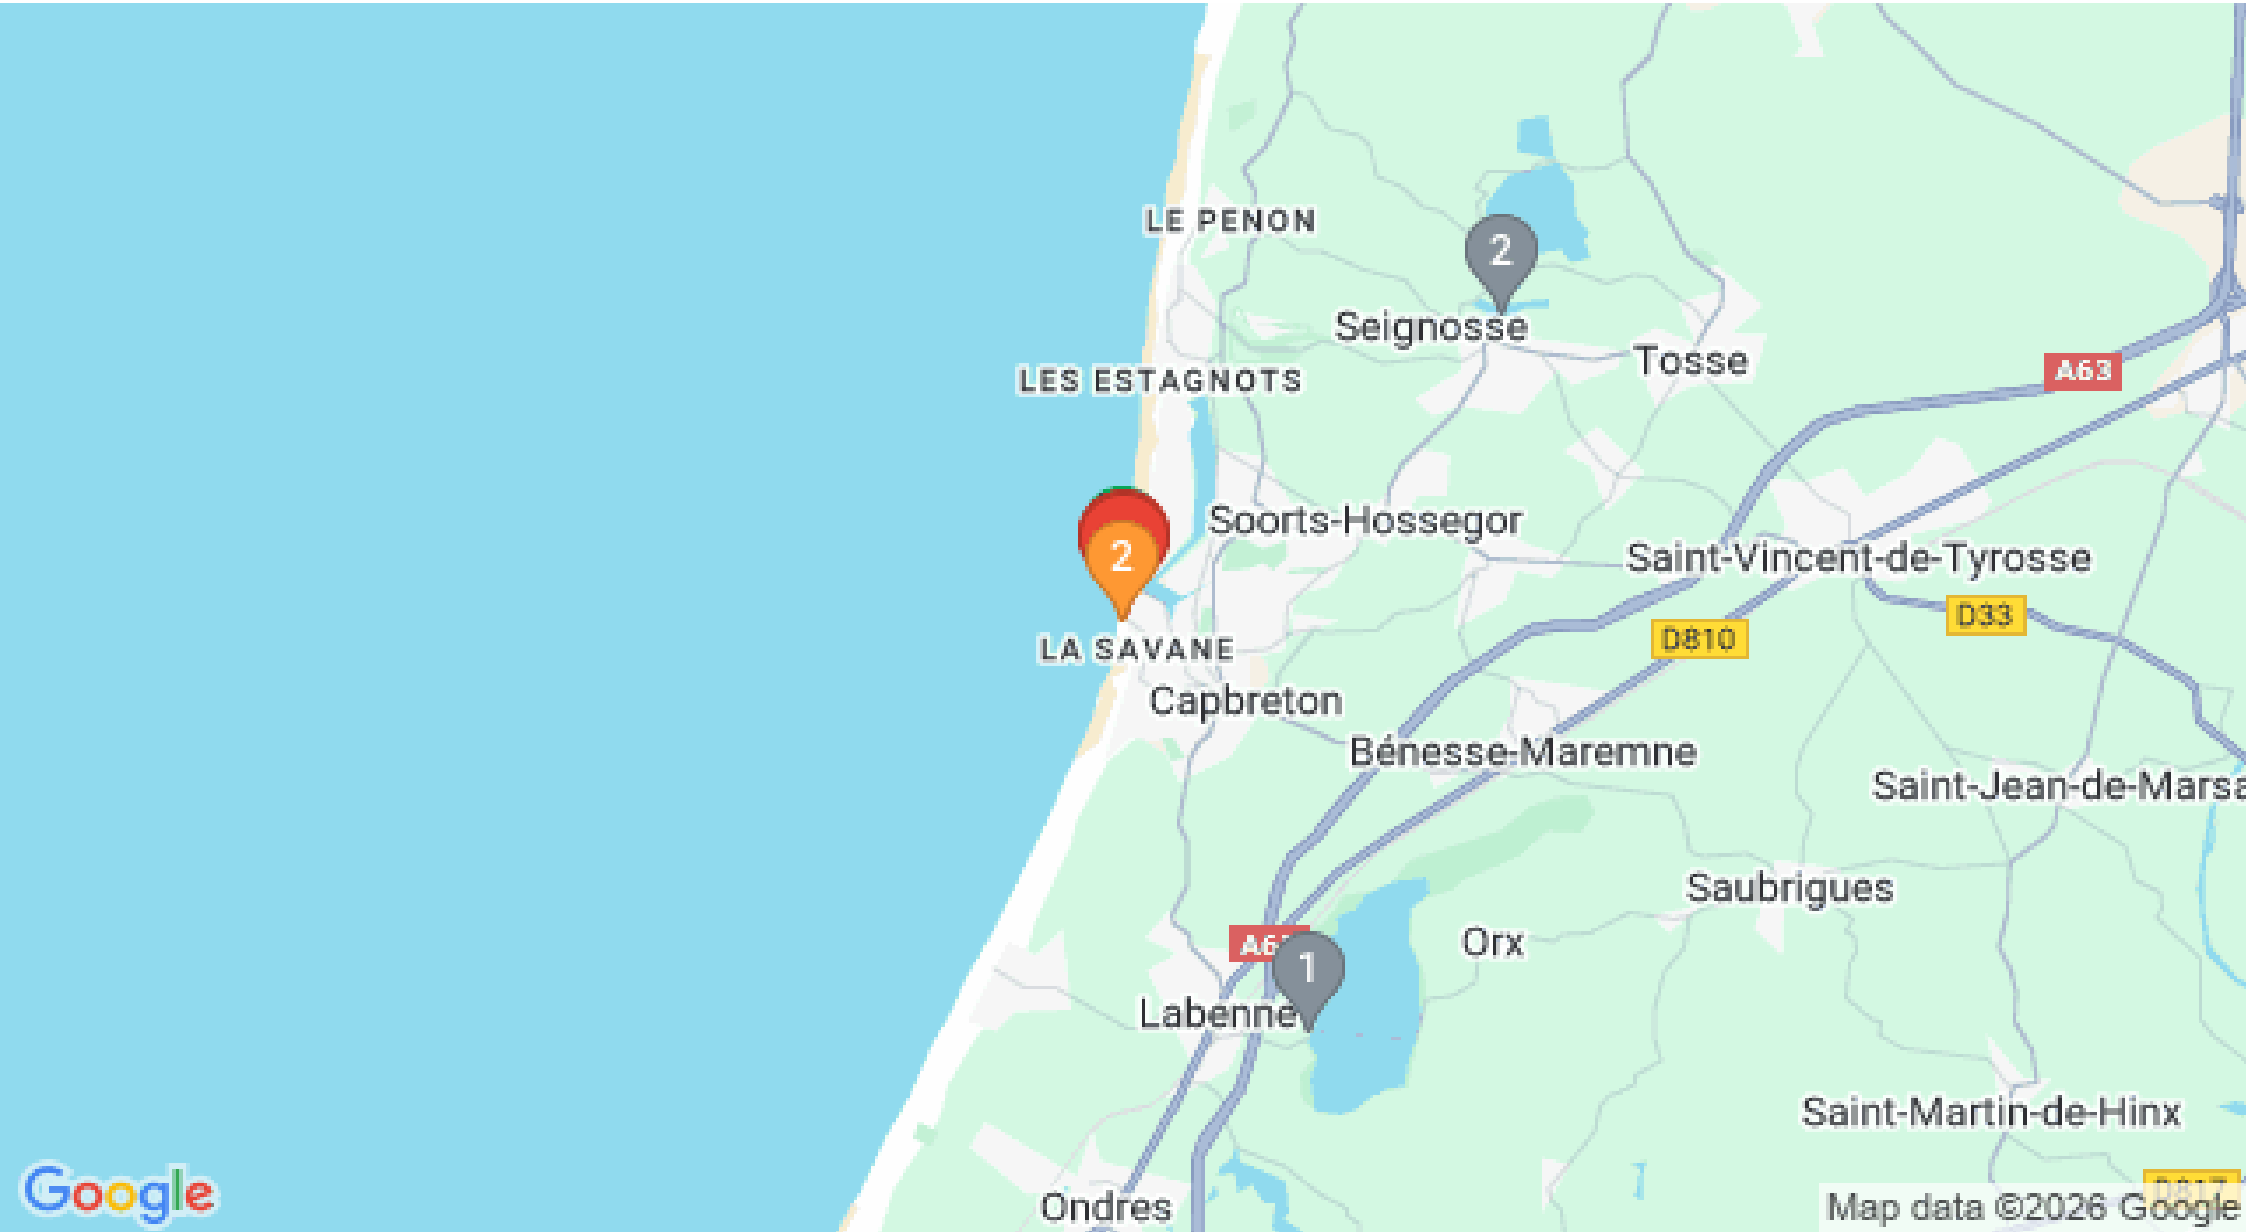 LE PENON
2
Seignosse
Tosse
A63
LES ESTAGNOTS
Soorts-Hossegor
2
Saint-Vincent-de-Tyrosse
D33
D810
LA SAVANE
Capbreton
Bénesse-Maremne
Saint-Jean-de-Marsa
Saubrigues
Orx
A6
1
Labenne
Saint-Martin-de-Hinx
D817
Google
Ondres
Map data ©2026 Google